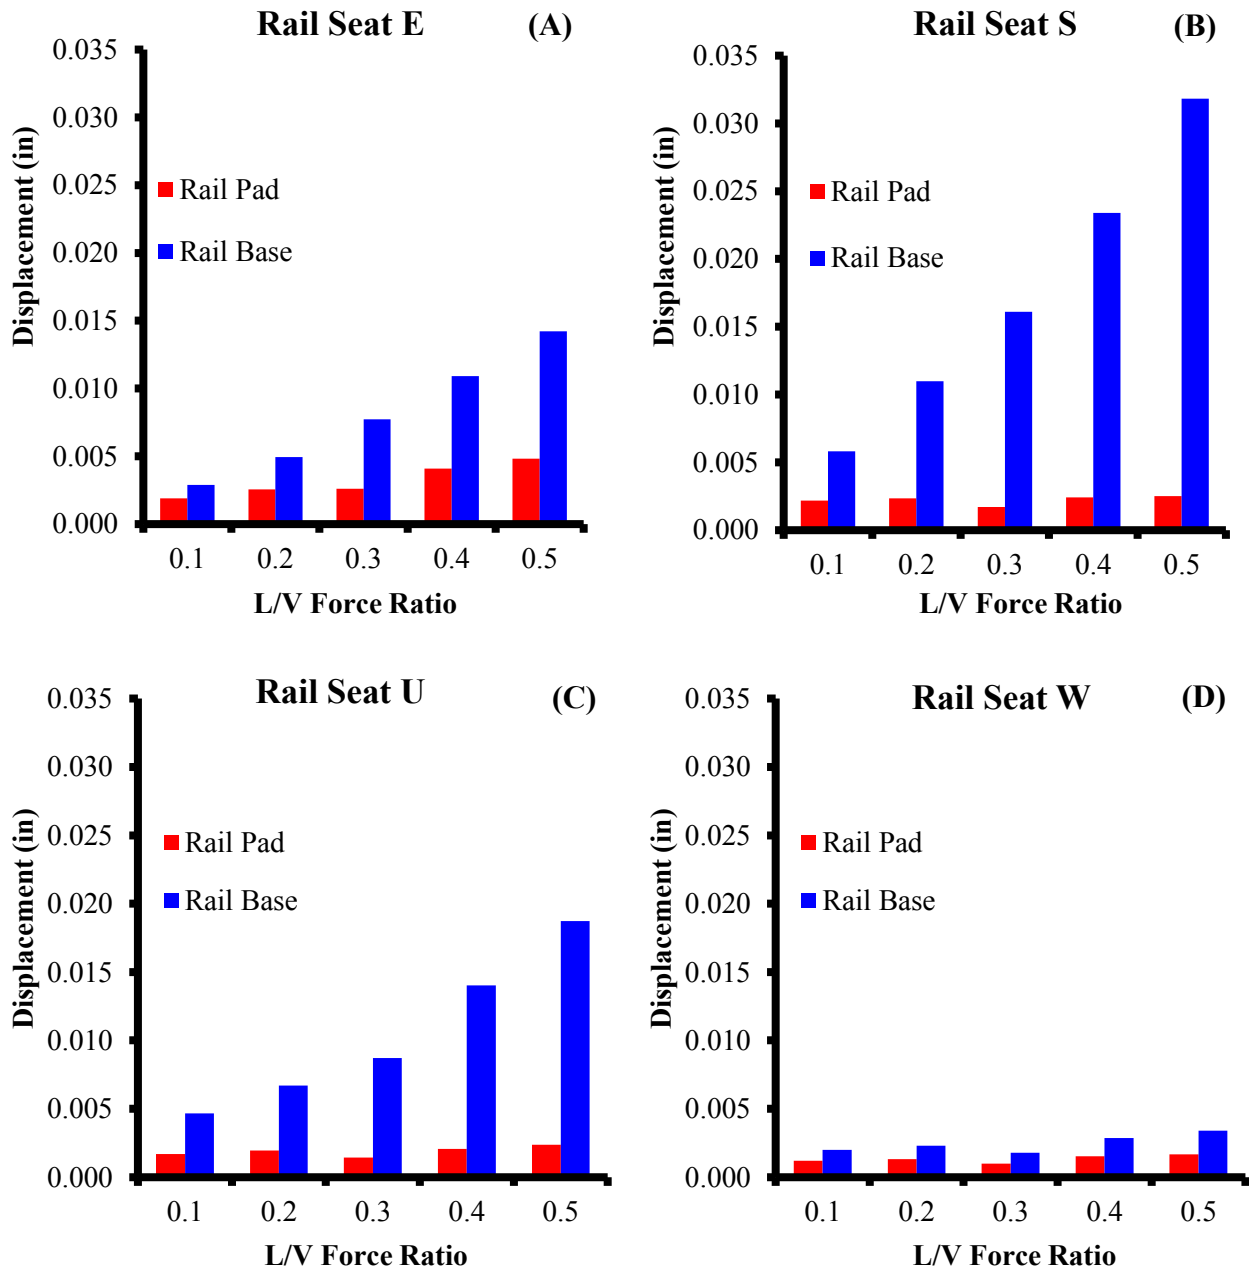 Rail Seat E (A)
Displacement (in)
0.035
0.030
0.025
0.020
0.015
0.010
0.005
0.000
Rail Pad
Rail Base
0.1 0.2 0.3 0.4 0.5
L/V Force Ratio
Rail Seat S (B)
Displacement (in)
0.035
0.030
0.025
0.020
0.015
0.010
0.005
0.000
Rail Pad
Rail Base
0.1 0.2 0.3 0.4 0.5
L/V Force Ratio
Rail Seat U (C)
Displacement (in)
0.035
0.030
0.025
0.020
0.015
0.010
0.005
0.000
Rail Pad
Rail Base
0.1 0.2 0.3 0.4 0.5
L/V Force Ratio
Rail Seat W (D)
Displacement (in)
0.035
0.030
0.025
0.020
0.015
0.010
0.005
0.000
Rail Pad
Rail Base
0.1 0.2 0.3 0.4 0.5
L/V Force Ratio